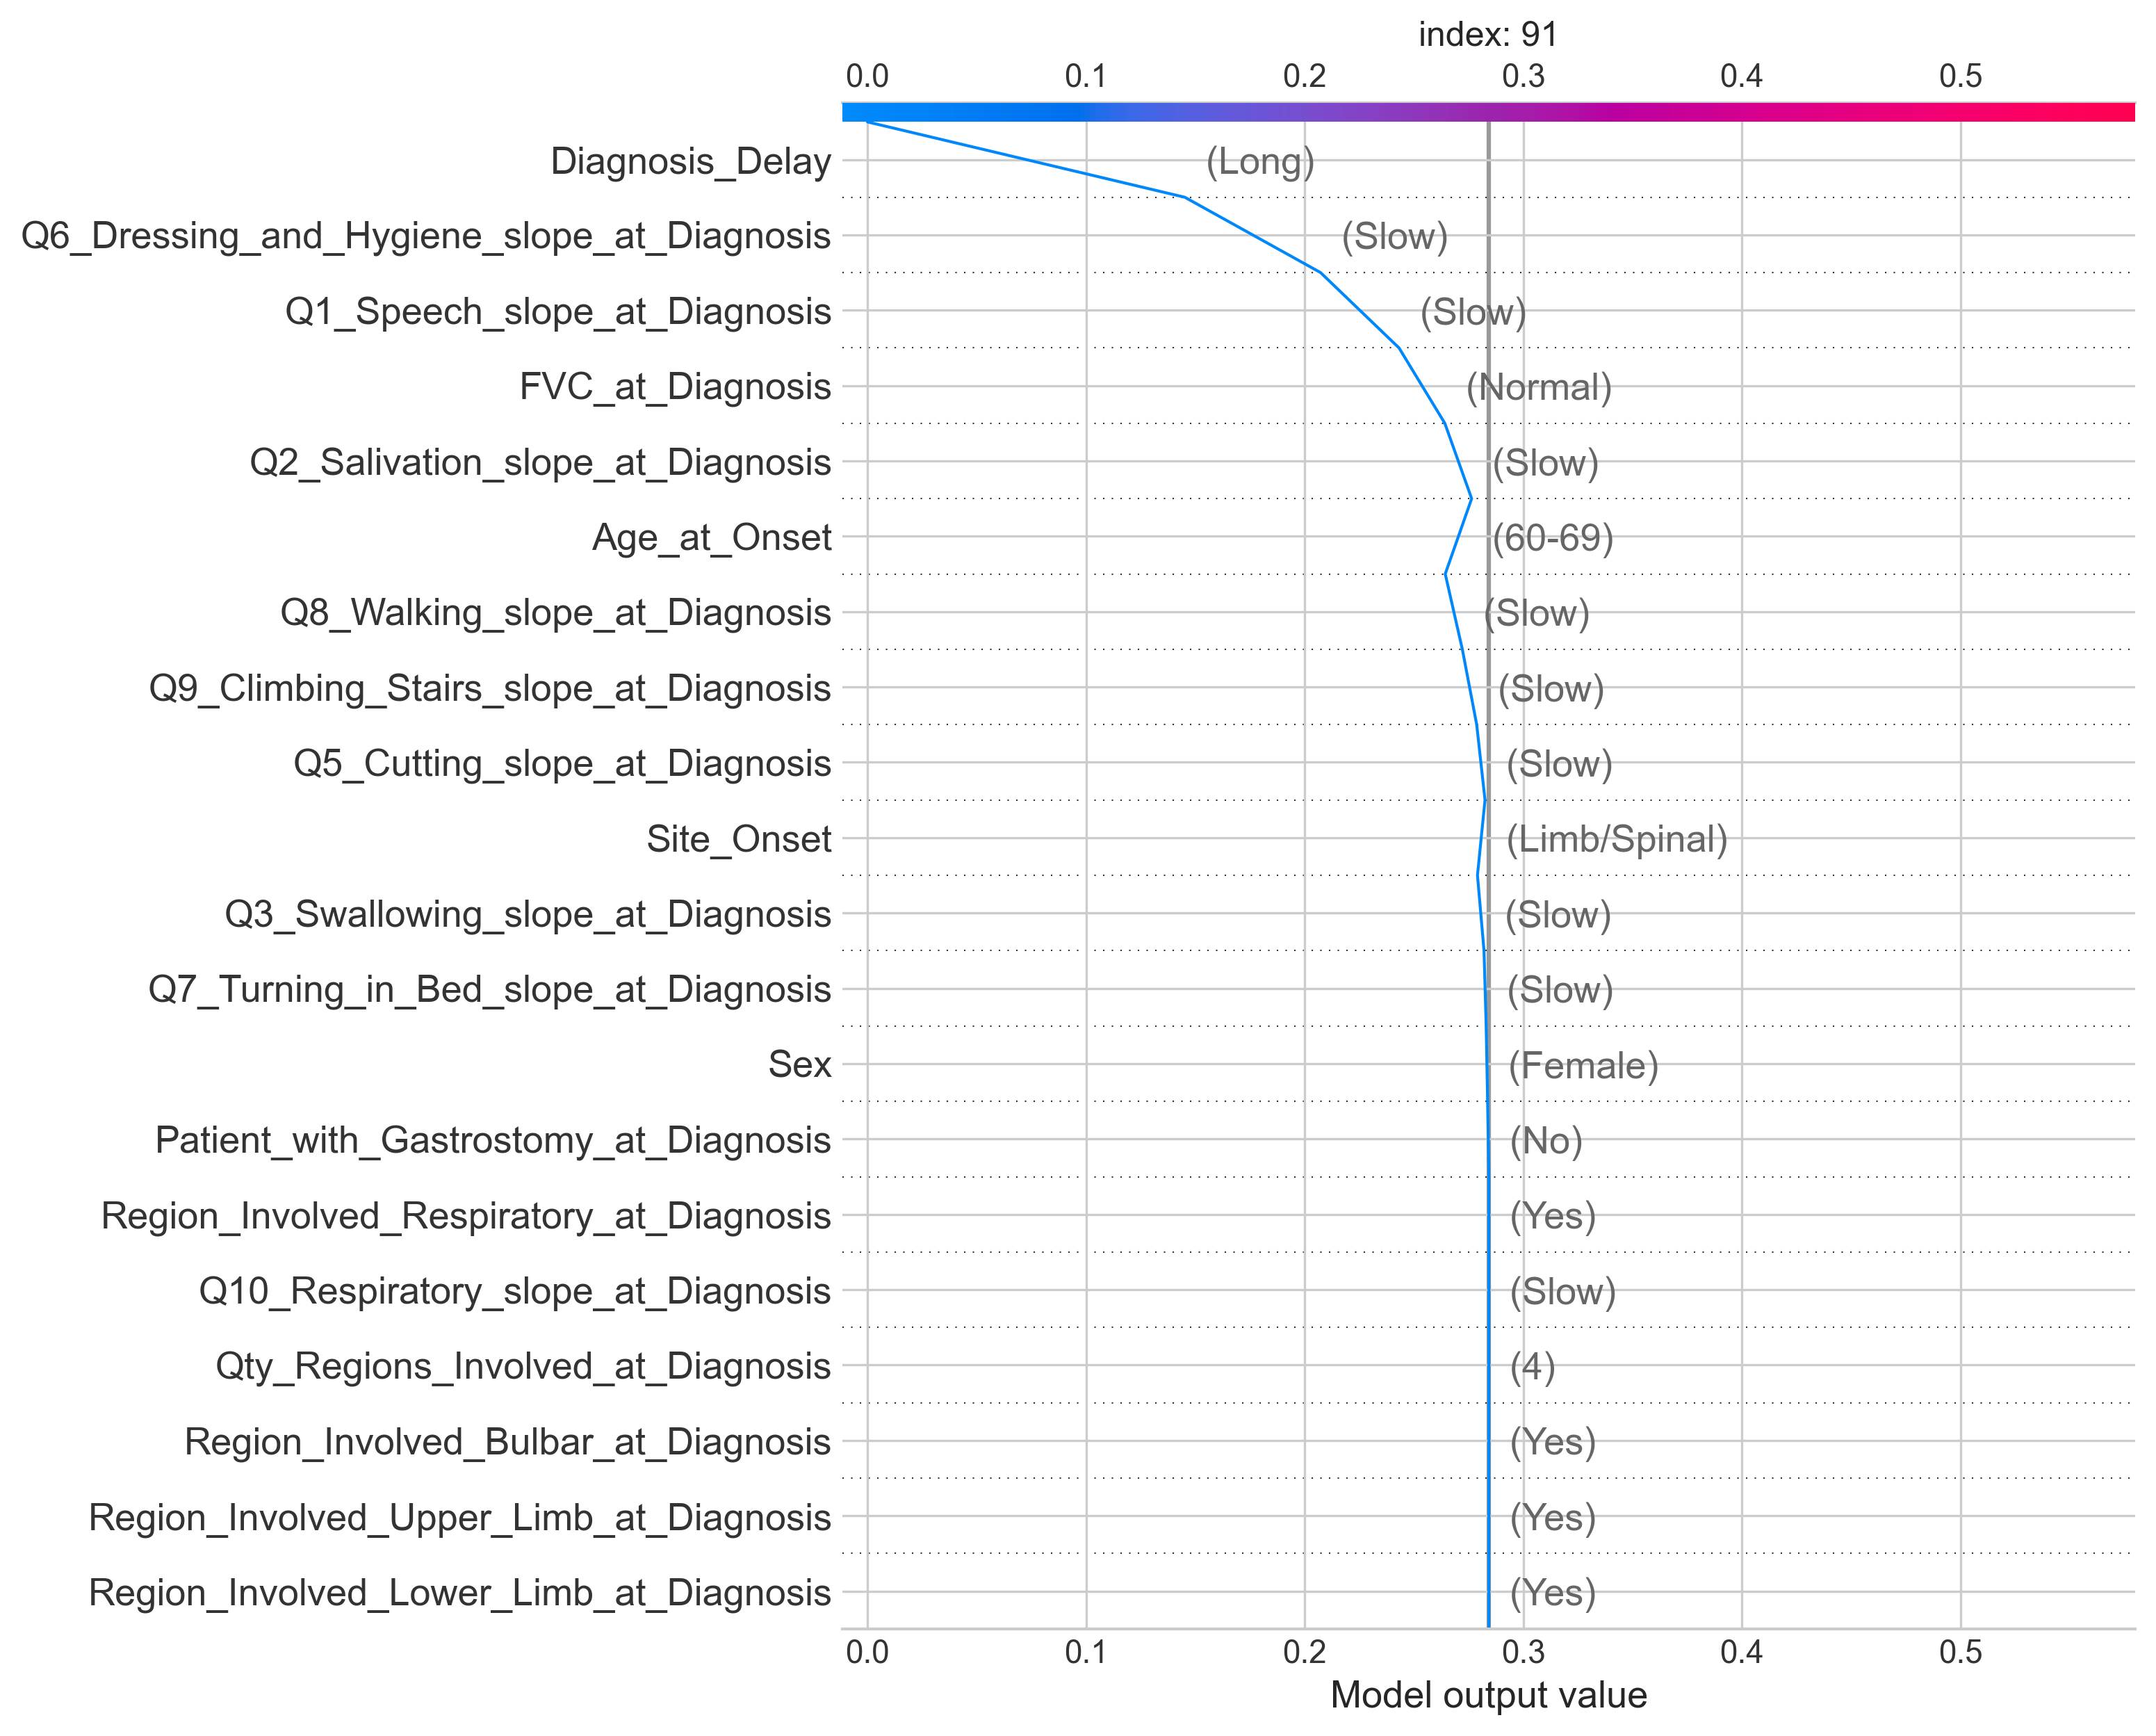 index: 91
0.0 0.1 0.2 0.3 0.4 0.5
Diagnosis_Delay (Long)
Q6_Dressing_and_Hygiene_slope_at_Diagnosis (Slow)
Q1_Speech_slope_at_Diagnosis (Slow)
FVC_at_Diagnosis (Normal)
Q2_Salivation_slope_at_Diagnosis (Slow)
Age_at_Onset (60-69)
Q8_Walking_slope_at_Diagnosis (Slow)
Q9_Climbing_Stairs_slope_at_Diagnosis (Slow)
Q5_Cutting_slope_at_Diagnosis (Slow)
Site_Onset (Limb/Spinal)
Q3_Swallowing_slope_at_Diagnosis (Slow)
Q7_Turning_in_Bed_slope_at_Diagnosis (Slow)
Sex (Female)
Patient_with_Gastrostomy_at_Diagnosis (No)
Region_Involved_Respiratory_at_Diagnosis (Yes)
Q10_Respiratory_slope_at_Diagnosis (Slow)
Qty_Regions_Involved_at_Diagnosis (4)
Region_Involved_Bulbar_at_Diagnosis (Yes)
Region_Involved_Upper_Limb_at_Diagnosis (Yes)
Region_Involved_Lower_Limb_at_Diagnosis (Yes)
0.0 0.1 0.2 0.3 0.4 0.5
Model output value